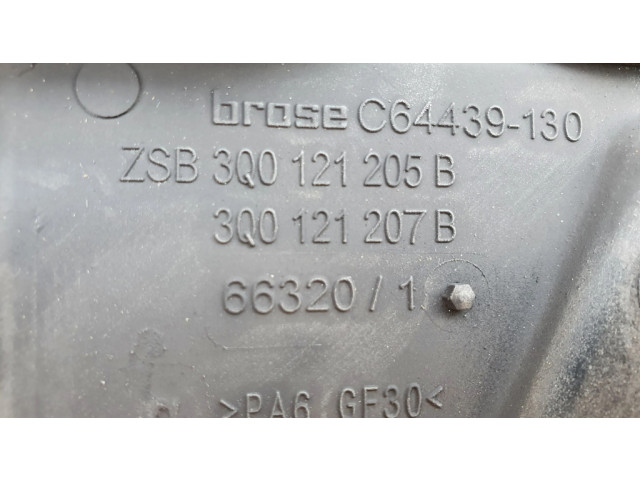 brose C64439-130
ZSB 3Q0 121 205 B
3Q0 121 207 B
66320 / 1
>PA6 GF30<